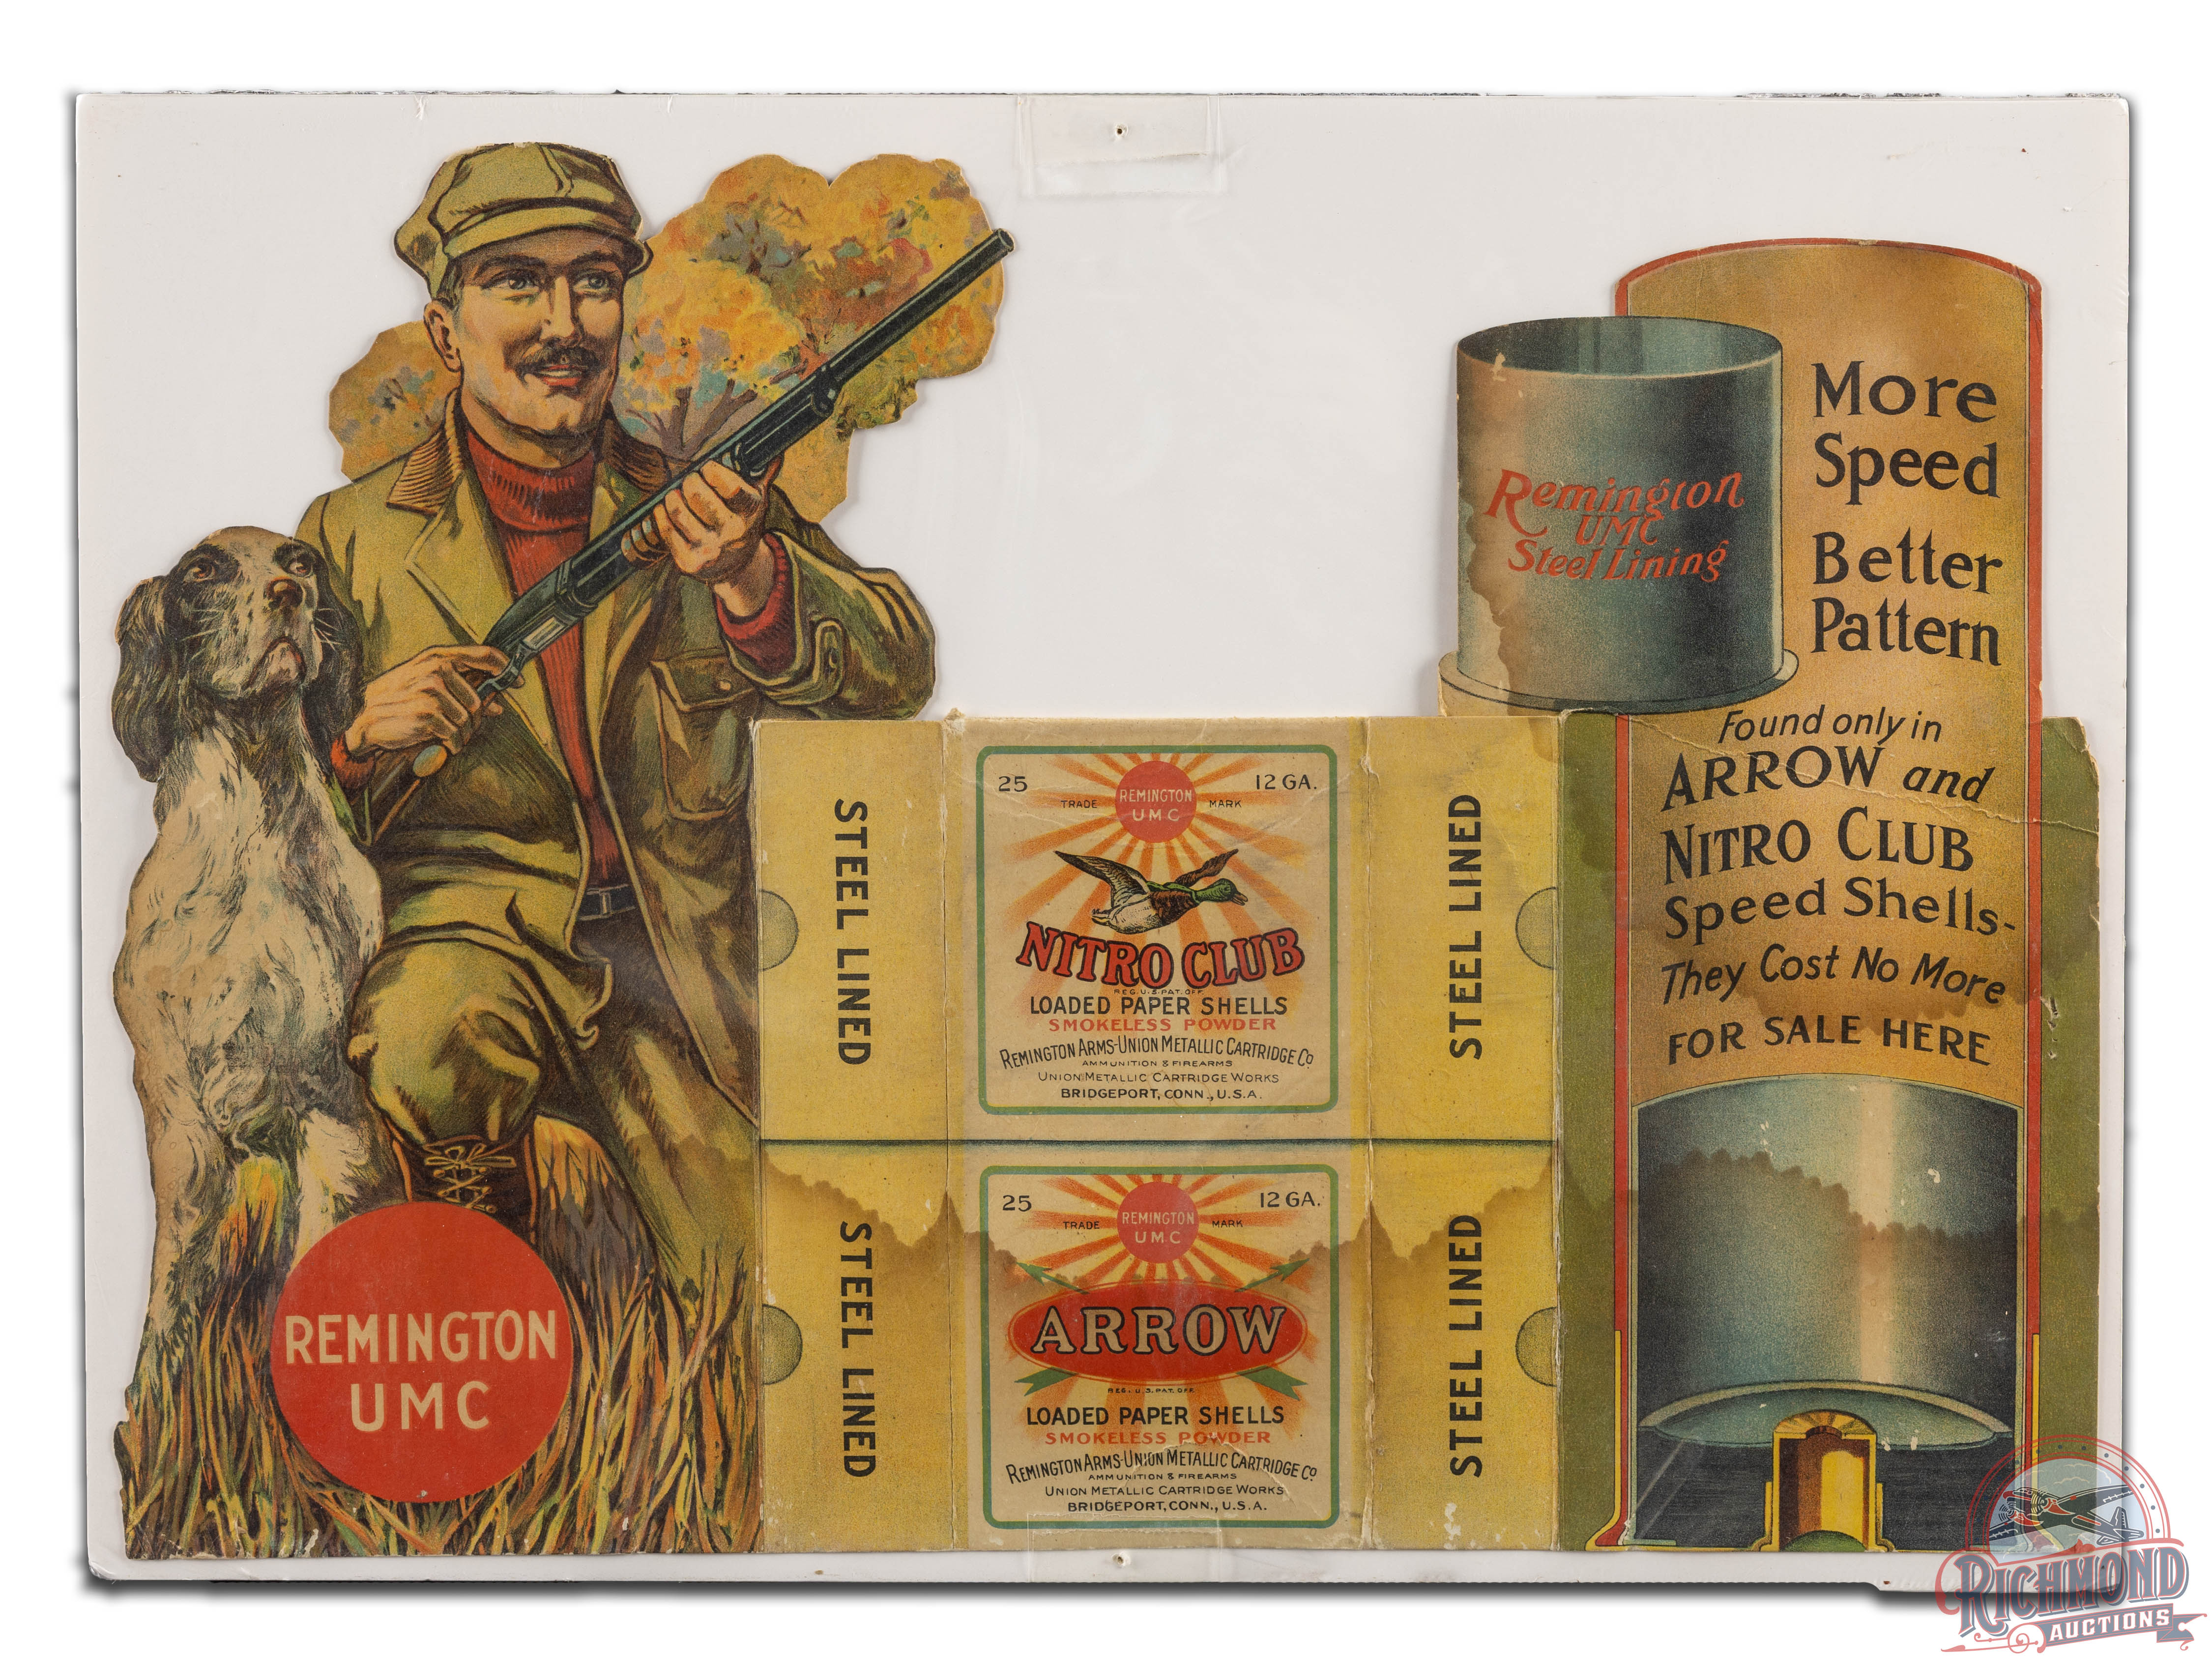 REMINGTON
UMC
STEEL LINED
25
12 GA.
TRADE
REMINGTON
UMC
MARK
NITRO CLUB
REG. U.S. PAT. OFF.
LOADED PAPER SHELLS
SMOKELESS POWDER
REMINGTON ARMS-UNION METALLIC CARTRIDGE CO
AMMUNITION & FIREARMS
UNION METALLIC CARTRIDGE WORKS
BRIDGEPORT, CONN., U.S.A.
STEEL LINED
STEEL LINED
25
12 GA.
TRADE
REMINGTON
UMC
MARK
ARROW
REG. U.S. PAT. OFF.
LOADED PAPER SHELLS
SMOKELESS POWDER
REMINGTON ARMS-UNION METALLIC CARTRIDGE CO
AMMUNITION & FIREARMS
UNION METALLIC CARTRIDGE WORKS
BRIDGEPORT, CONN., U.S.A.
STEEL LINED
Remington
UMC
Steel Lining
More
Speed
Better
Pattern
Found only in
ARROW and
NITRO CLUB
Speed Shells-
They Cost No More
FOR SALE HERE
RICHMOND
AUCTIONS